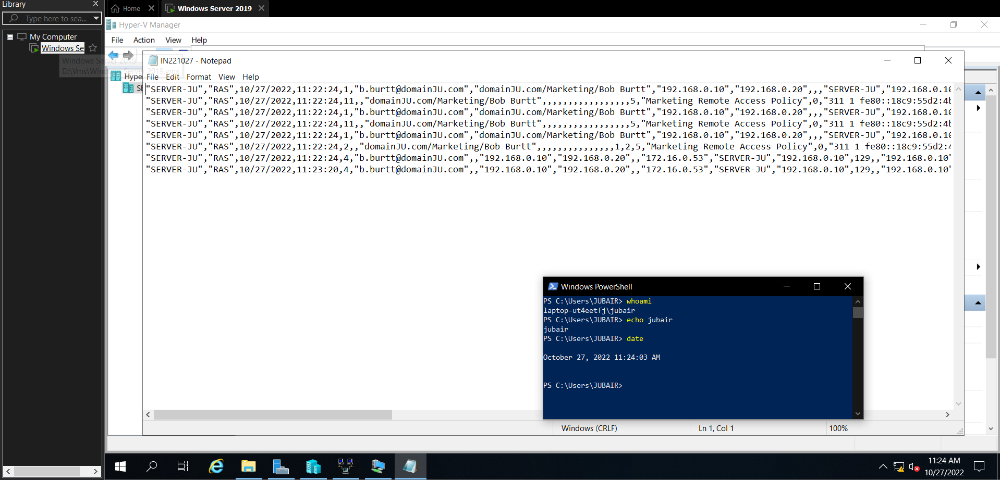 Library
Type here to sea...
My Computer
Windows Se
Windows Server 2019
D:\Vms\Windows Server 2019.vmx
Home
Windows Server 2019
Hyper-V Manager
File Action View Help
Hype
SE
IN221027 - Notepad
File Edit Format View Help
"SERVER-JU","RAS",10/27/2022,11:22:24,1,"b.burtt@domainJU.com","domainJU.com/Marketing/Bob Burtt","192.168.0.10","192.168.0.20",,,"SERVER-JU","192.168.0.10
"SERVER-JU","RAS",10/27/2022,11:22:24,11,,"domainJU.com/Marketing/Bob Burtt",,,,,,,,,,,,,,,,,5,"Marketing Remote Access Policy",0,"311 1 fe80::18c9:55d2:4b
"SERVER-JU","RAS",10/27/2022,11:22:24,1,"b.burtt@domainJU.com","domainJU.com/Marketing/Bob Burtt","192.168.0.10","192.168.0.20",,,"SERVER-JU","192.168.0.10
"SERVER-JU","RAS",10/27/2022,11:22:24,11,,"domainJU.com/Marketing/Bob Burtt",,,,,,,,,,,,,,,,,5,"Marketing Remote Access Policy",0,"311 1 fe80::18c9:55d2:4b
"SERVER-JU","RAS",10/27/2022,11:22:24,1,"b.burtt@domainJU.com","domainJU.com/Marketing/Bob Burtt","192.168.0.10","192.168.0.20",,,"SERVER-JU","192.168.0.10
"SERVER-JU","RAS",10/27/2022,11:22:24,2,,"domainJU.com/Marketing/Bob Burtt",,,,,,,,,,,,,,,1,2,5,"Marketing Remote Access Policy",0,"311 1 fe80::18c9:55d2:4
"SERVER-JU","RAS",10/27/2022,11:22:24,4,"b.burtt@domainJU.com",,"192.168.0.10","192.168.0.20",,"172.16.0.53","SERVER-JU","192.168.0.10",129,,"192.168.0.10"
"SERVER-JU","RAS",10/27/2022,11:23:20,4,"b.burtt@domainJU.com",,"192.168.0.10","192.168.0.20",,"172.16.0.53","SERVER-JU","192.168.0.10",129,,"192.168.0.10"
Windows PowerShell
PS C:\Users\JUBAIR> whoami
laptop-ut4eetfj\jubair
PS C:\Users\JUBAIR> echo jubair
jubair
PS C:\Users\JUBAIR> date
October 27, 2022 11:24:03 AM
PS C:\Users\JUBAIR>
Windows (CRLF) Ln 1, Col 1 100%
11:24 AM
10/27/2022